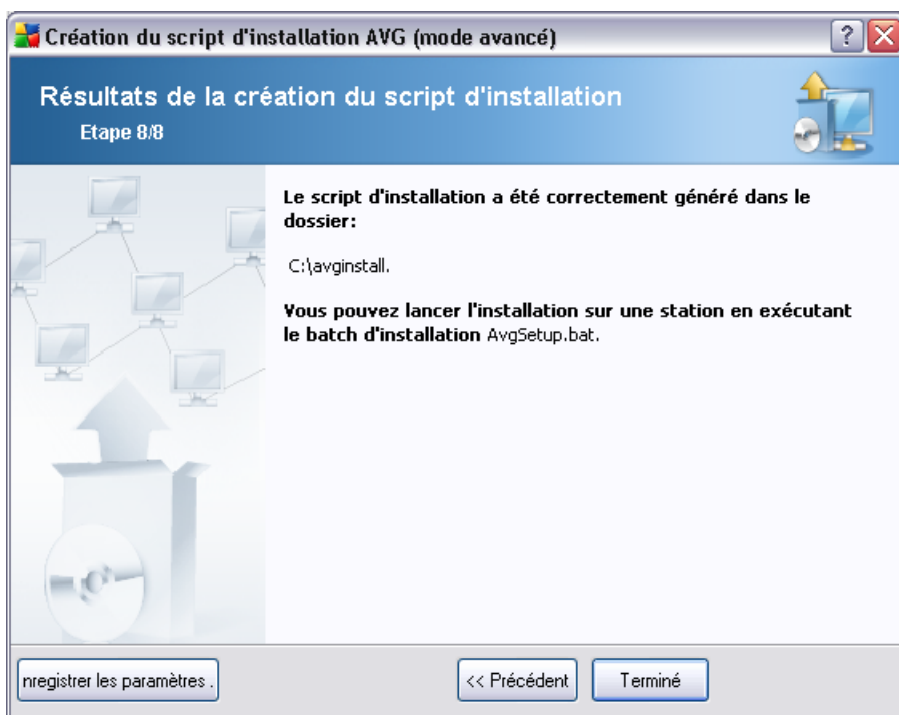 Création du script d'installation AVG (mode avancé)
Résultats de la création du script d'installation
Etape 8/8
Le script d'installation a été correctement généré dans le
dossier:
C:\avginstall.
Vous pouvez lancer l'installation sur une station en exécutant
le batch d'installation AvgSetup.bat.
nregistrer les paramètres .
<< Précédent
Terminé